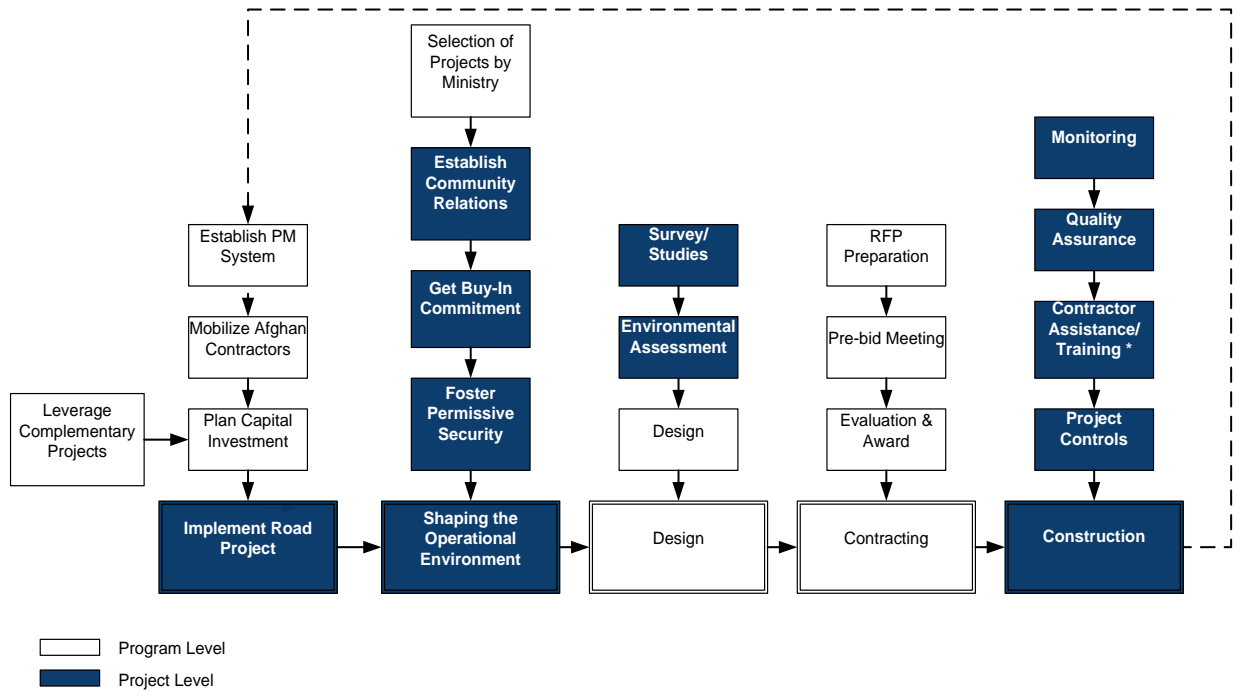 Selection of
Projects by
Ministry
Establish
Community
Relations
Get Buy-In
Commitment
Foster
Permissive
Security
Establish PM
System
Mobilize Afghan
Contractors
Plan Capital
Investment
Leverage
Complementary
Projects
Survey/
Studies
Environmental
Assessment
Design
RFP
Preparation
Pre-bid Meeting
Evaluation &
Award
Monitoring
Quality
Assurance
Contractor
Assistance/
Training *
Project
Controls
Implement Road
Project
Shaping the
Operational
Environment
Design
Contracting
Construction
Program Level
Project Level